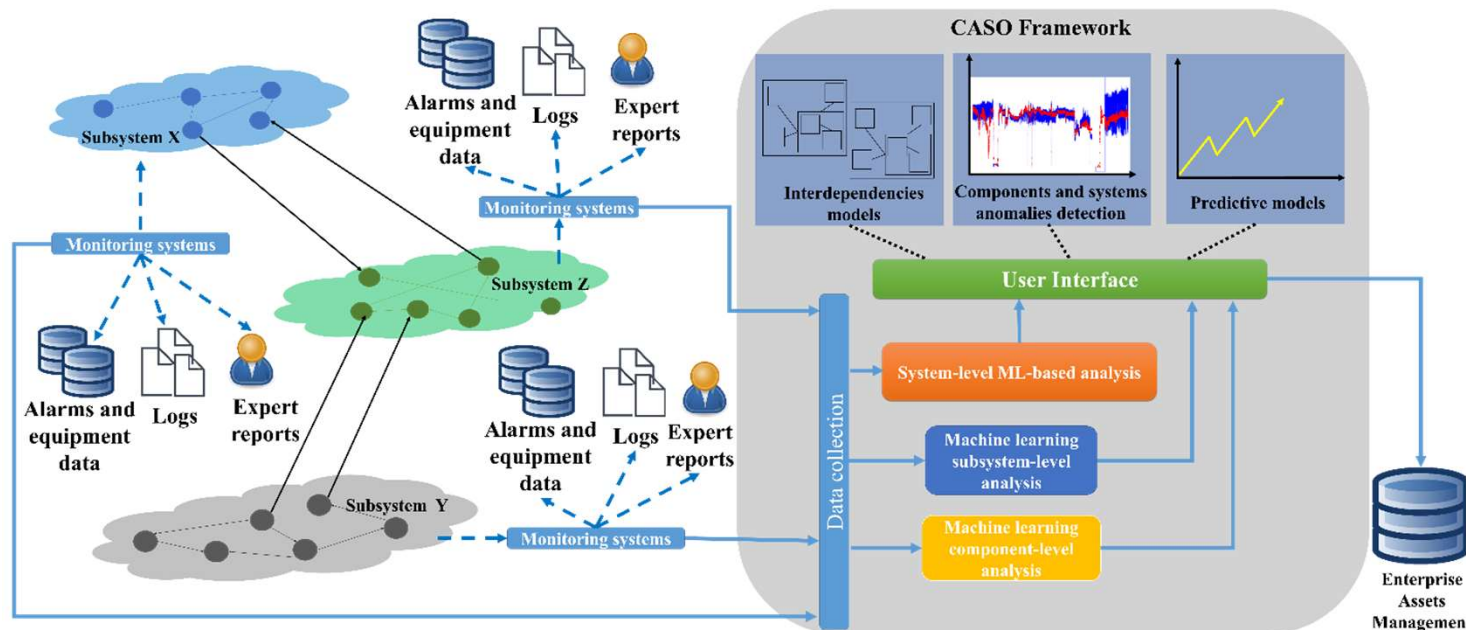 CASO Framework
Alarms and
equipment
data
Logs
Expert
reports
Subsystem X
Monitoring systems
Monitoring systems
Interdependencies
models
Components and systems
anomalies detection
Predictive models
Subsystem Z
User Interface
Alarms and
equipment
data
Logs
Expert
reports
System-level ML-based analysis
Alarms and
equipment
data
Logs
Expert
reports
Data collection
Machine learning
subsystem-level
analysis
Subsystem Y
Monitoring systems
Machine learning
component-level
analysis
Enterprise
Assets